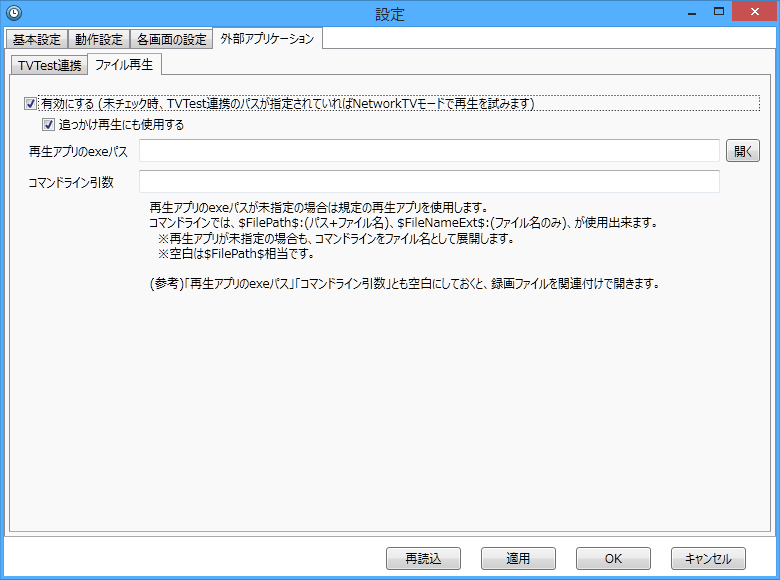 設定
基本設定 動作設定 各画面の設定 外部アプリケーション
TVTest連携 ファイル再生
有効にする (未チェック時、TVTest連携のパスが指定されていればNetworkTVモードで再生を試みます)
追っかけ再生にも使用する
再生アプリのexeパス 開く
コマンドライン引数
再生アプリのexeパスが未指定の場合は規定の再生アプリを使用します。
コマンドラインでは、$FilePath$:(パス+ファイル名)、$FileNameExt$:(ファイル名のみ)、が使用出来ます。
※再生アプリが未指定の場合も、コマンドラインをファイル名として展開します。
※空白は$FilePath$相当です。
(参考)「再生アプリのexeパス」「コマンドライン引数」とも空白にしておくと、録画ファイルを関連付けで開きます。
再読込 適用 OK キャンセル